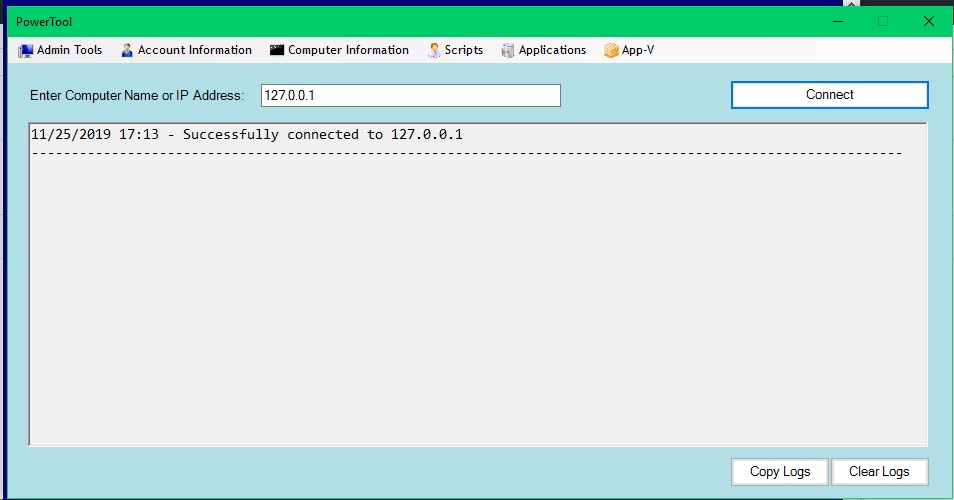 PowerTool
Admin Tools Account Information Computer Information Scripts Applications App-V
Enter Computer Name or IP Address: 127.0.0.1 Connect
11/25/2019 17:13 - Successfully connected to 127.0.0.1
--------------------------------------------------------------------------------------------------------------
Copy Logs Clear Logs